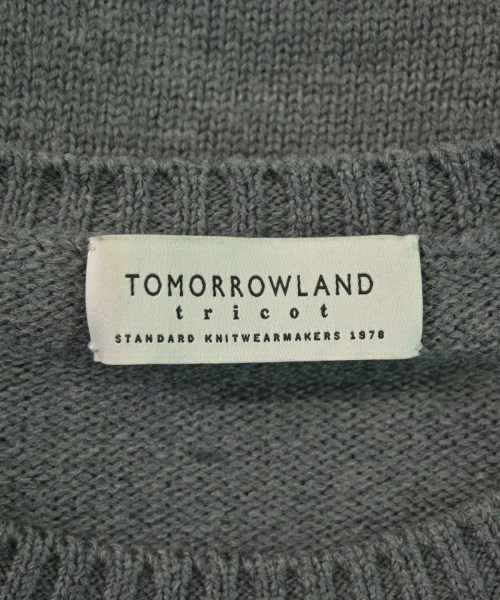 TOMORROWLAND
tricot
STANDARD KNITWEARMAKERS 1978